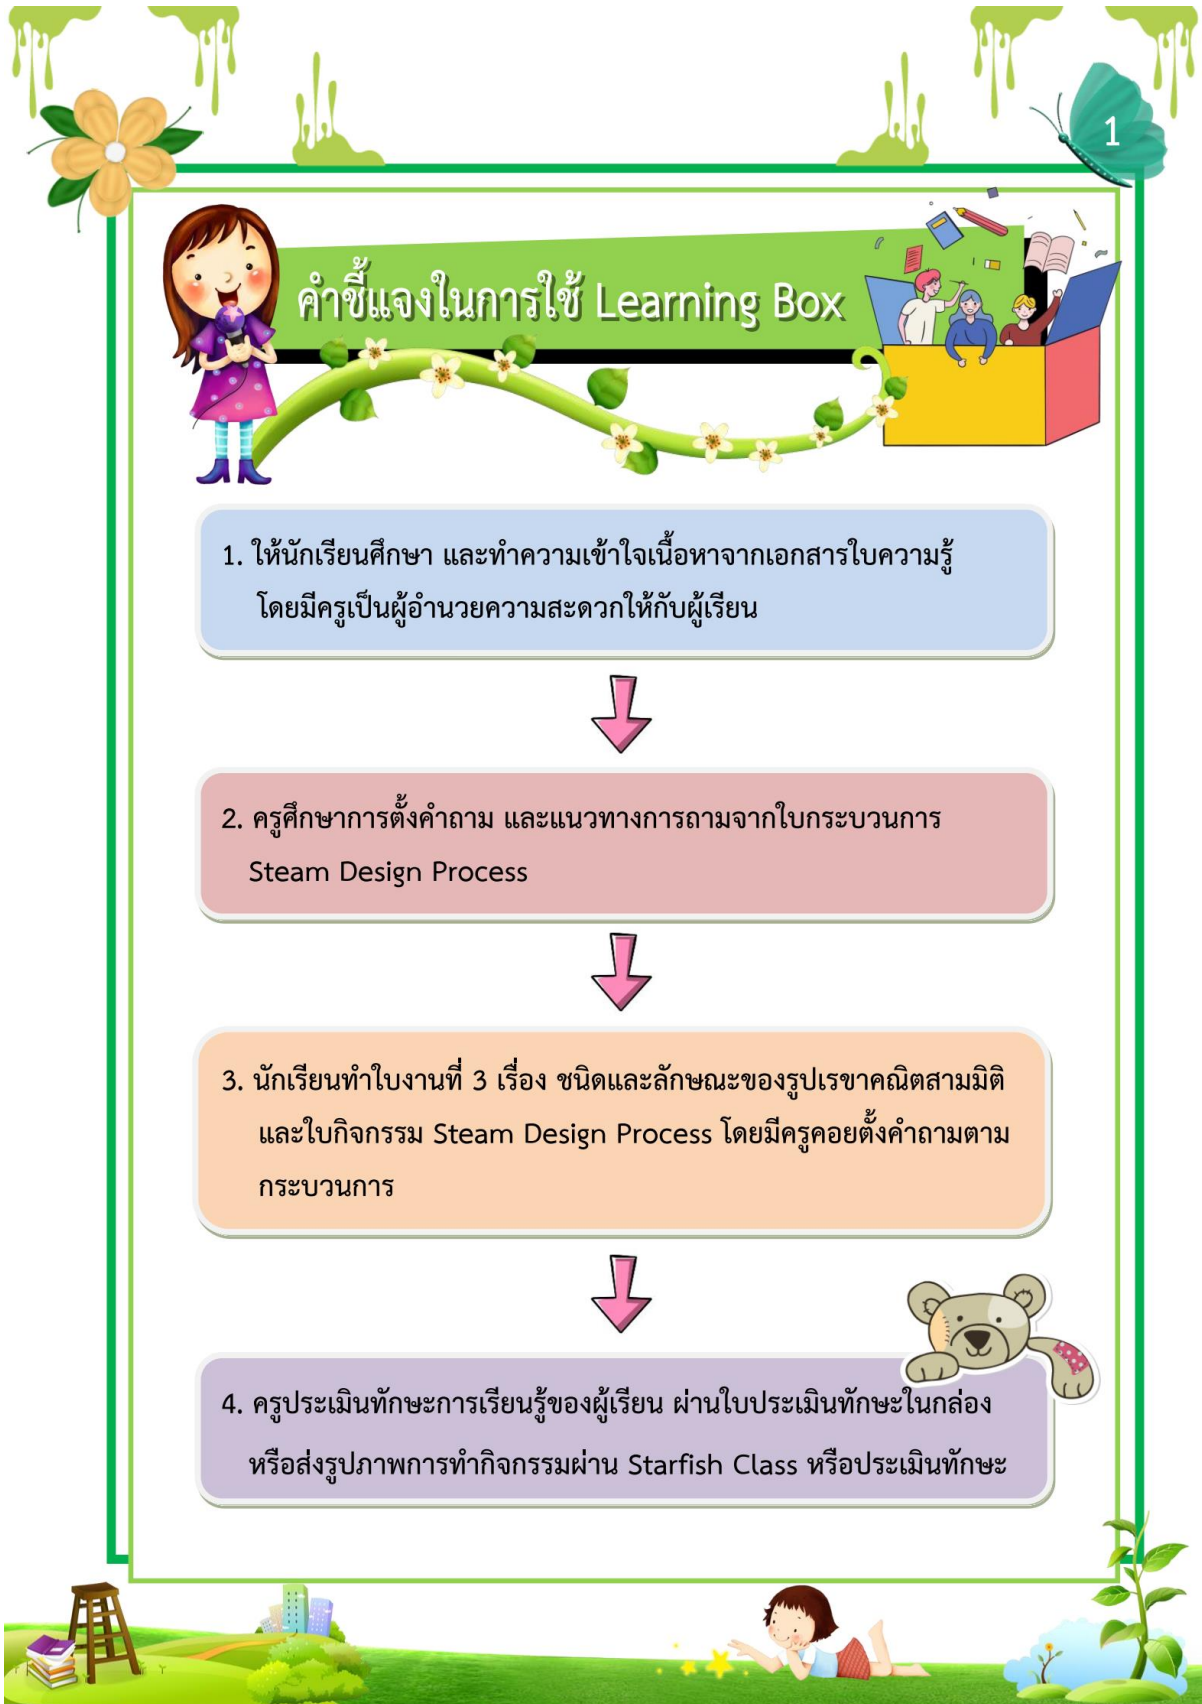 1
คำชี้แจงในการใช้ Learning Box
1. ให้นักเรียนศึกษา และทำความเข้าใจเนื้อหาจากเอกสารใบความรู้
โดยมีครูเป็นผู้อำนวยความสะดวกให้กับผู้เรียน
2. ครูศึกษาการตั้งคำถาม และแนวทางการถามจากใบกระบวนการ
Steam Design Process
3. นักเรียนทำใบงานที่ 3 เรื่อง ชนิดและลักษณะของรูปเรขาคณิตสามมิติ
และใบกิจกรรม Steam Design Process โดยมีครูคอยตั้งคำถามตาม
กระบวนการ
4. ครูประเมินทักษะการเรียนรู้ของผู้เรียน ผ่านใบประเมินทักษะในกล่อง
หรือส่งรูปภาพการทำกิจกรรมผ่าน Starfish Class หรือประเมินทักษะ